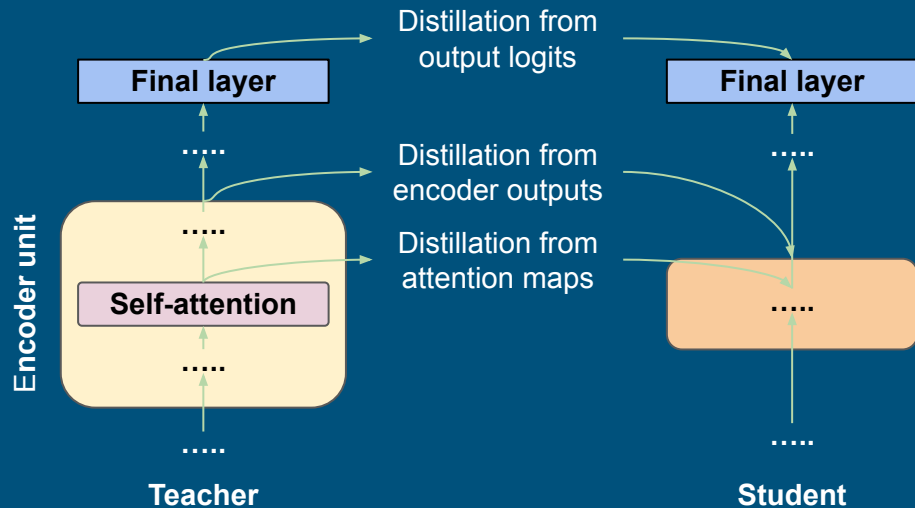 Distillation from
output logits
Final layer
Final layer
…..
…..
Distillation from
encoder outputs
Encoder unit
…..
Distillation from
attention maps
Self-attention
…..
…..
…..
…..
Teacher
Student